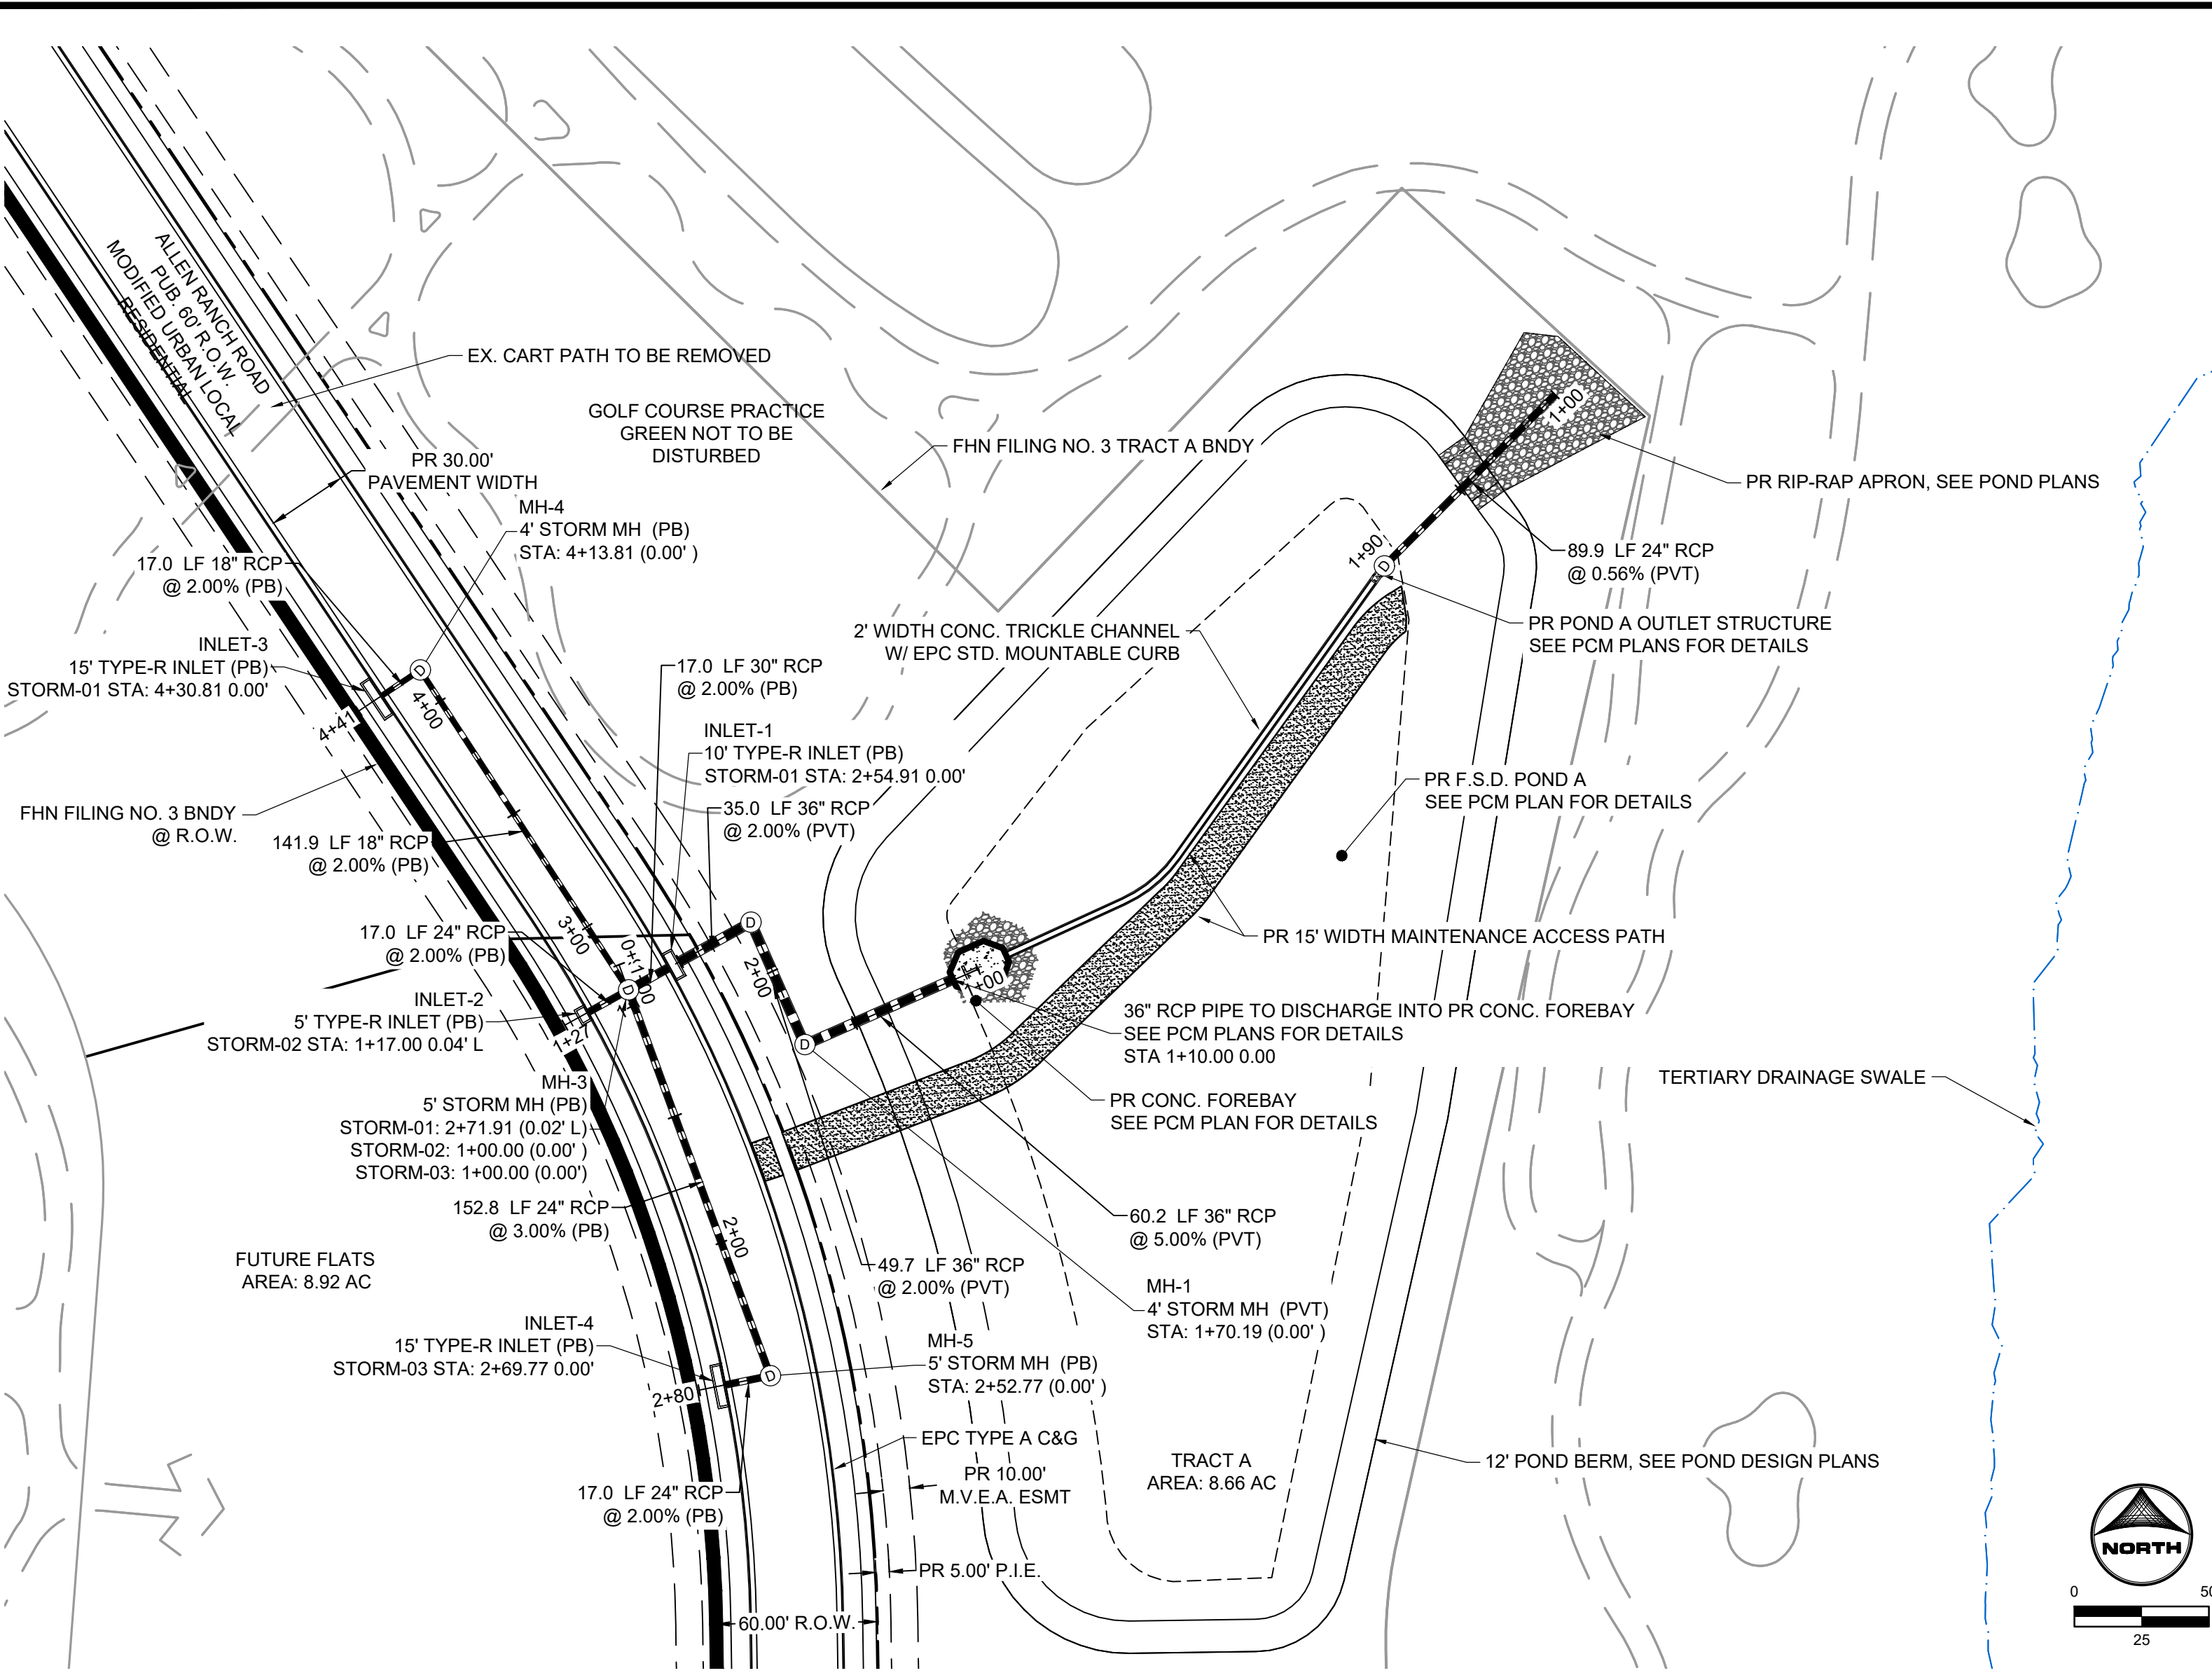 ALLEN RANCH ROAD
PUB. 60' R.O.W.
MODIFIED URBAN LOCAL
RESIDENTIAL
EX. CART PATH TO BE REMOVED
GOLF COURSE PRACTICE
GREEN NOT TO BE
DISTURBED
FHN FILING NO. 3 TRACT A BNDY
PR 30.00'
PAVEMENT WIDTH
MH-4
4' STORM MH (PB)
STA: 4+13.81 (0.00' )
17.0 LF 18" RCP
@ 2.00% (PB)
INLET-3
15' TYPE-R INLET (PB)
STORM-01 STA: 4+30.81 0.00'
4+41
4+00
1+00
PR RIP-RAP APRON, SEE POND PLANS
1+90
89.9 LF 24" RCP
@ 0.56% (PVT)
PR POND A OUTLET STRUCTURE
SEE PCM PLANS FOR DETAILS
2' WIDTH CONC. TRICKLE CHANNEL
W/ EPC STD. MOUNTABLE CURB
17.0 LF 30" RCP
@ 2.00% (PB)
INLET-1
10' TYPE-R INLET (PB)
STORM-01 STA: 2+54.91 0.00'
35.0 LF 36" RCP
@ 2.00% (PVT)
PR F.S.D. POND A
SEE PCM PLAN FOR DETAILS
FHN FILING NO. 3 BNDY
@ R.O.W.
141.9 LF 18" RCP
@ 2.00% (PB)
3+00
17.0 LF 24" RCP
@ 2.00% (PB)
2+00
1+00
PR 15' WIDTH MAINTENANCE ACCESS PATH
INLET-2
5' TYPE-R INLET (PB)
STORM-02 STA: 1+17.00 0.04' L
1+27
36" RCP PIPE TO DISCHARGE INTO PR CONC. FOREBAY
SEE PCM PLANS FOR DETAILS
STA 1+10.00 0.00
MH-3
5' STORM MH (PB)
STORM-01: 2+71.91 (0.02' L)
STORM-02: 1+00.00 (0.00' )
STORM-03: 1+00.00 (0.00')
PR CONC. FOREBAY
SEE PCM PLAN FOR DETAILS
TERTIARY DRAINAGE SWALE
152.8 LF 24" RCP
@ 3.00% (PB)
2+00
60.2 LF 36" RCP
@ 5.00% (PVT)
FUTURE FLATS
AREA: 8.92 AC
49.7 LF 36" RCP
@ 2.00% (PVT)
MH-1
4' STORM MH (PVT)
STA: 1+70.19 (0.00' )
INLET-4
15' TYPE-R INLET (PB)
STORM-03 STA: 2+69.77 0.00'
MH-5
5' STORM MH (PB)
STA: 2+52.77 (0.00' )
2+80
EPC TYPE A C&G
PR 10.00'
M.V.E.A. ESMT
TRACT A
AREA: 8.66 AC
12' POND BERM, SEE POND DESIGN PLANS
17.0 LF 24" RCP
@ 2.00% (PB)
PR 5.00' P.I.E.
60.00' R.O.W.
D
D
D
D
D
D
NORTH
0
25